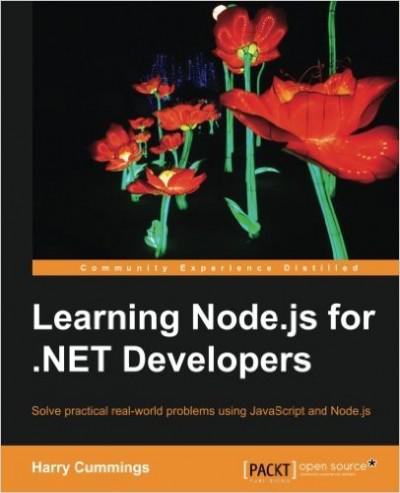 Community Experience Distilled
Learning Node.js for
.NET Developers
Solve practical real-world problems using JavaScript and Node.js
Harry Cummings
[PACKT] open source*
PUBLISHING